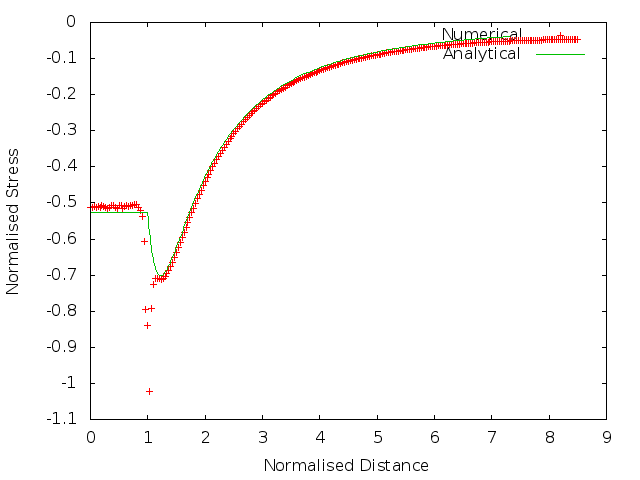 0
-0.1
-0.2
-0.3
-0.4
-0.5
-0.6
-0.7
-0.8
-0.9
-1
-1.1
Normalised Stress
Numerical
Analytical
0 1 2 3 4 5 6 7 8 9
Normalised Distance